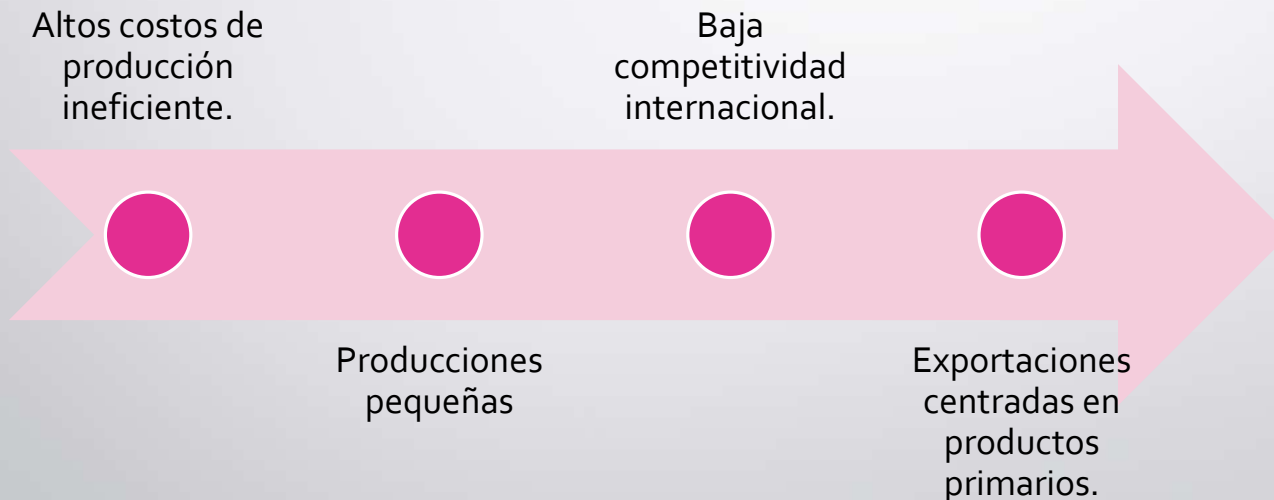 Altos costos de
producción
ineficiente.
Producciones
pequeñas
Baja
competitividad
internacional.
Exportaciones
centradas en
productos
primarios.